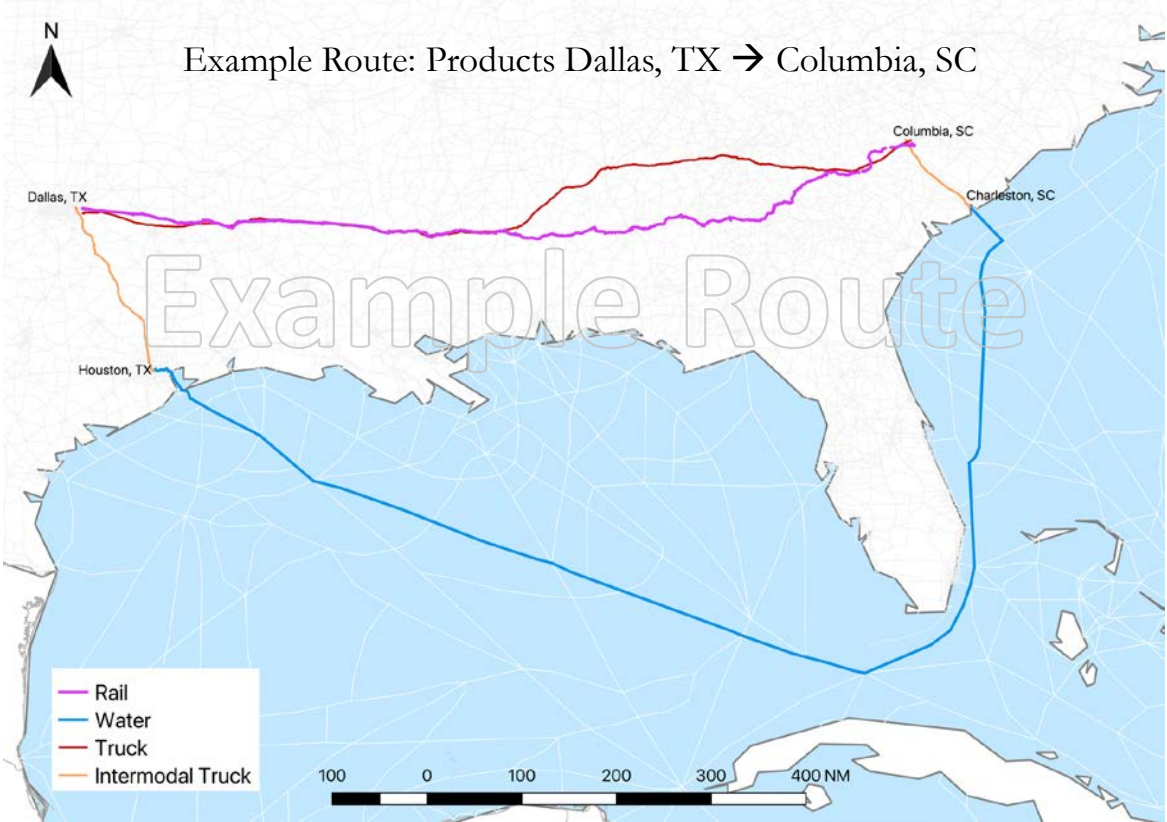 N
Example Route: Products Dallas, TX → Columbia, SC
Columbia, SC
Dallas, TX
Charleston, SC
Example Route
Houston, TX
Rail
Water
Truck
Intermodal Truck
100 0 100 200 300 400 NM